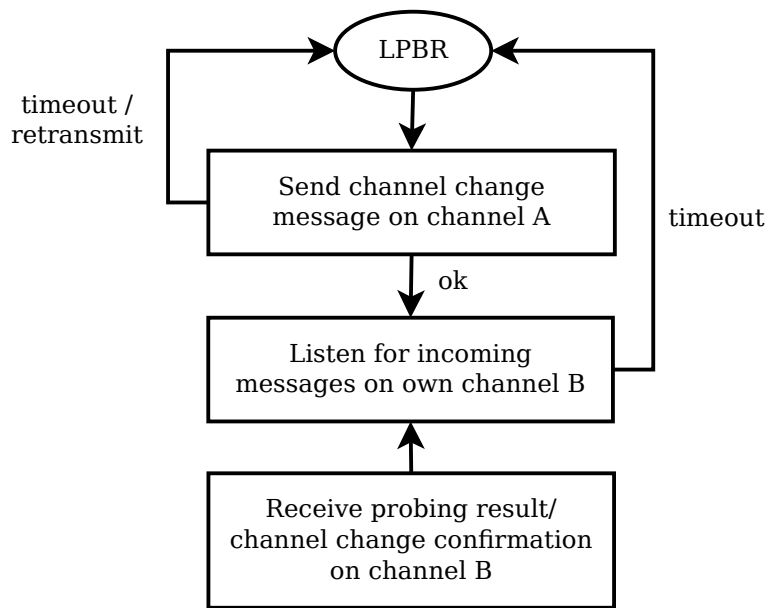 LPBR
timeout /
retransmit
Send channel change
message on channel A
timeout
ok
Listen for incoming
messages on own channel B
Receive probing result/
channel change confirmation
on channel B